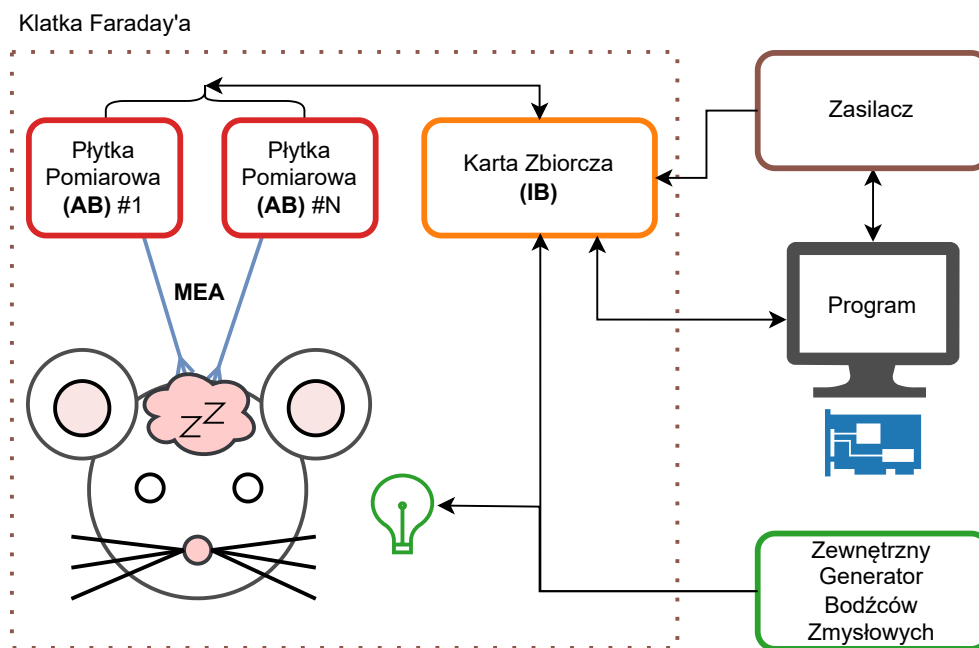 Klatka Faraday'a
Płytka
Pomiarowa
(AB) #1
Płytka
Pomiarowa
(AB) #N
Karta Zbiorcza
(IB)
Zasilacz
MEA
Program
Z Z
Zewnętrzny
Generator
Bodźców
Zmysłowych